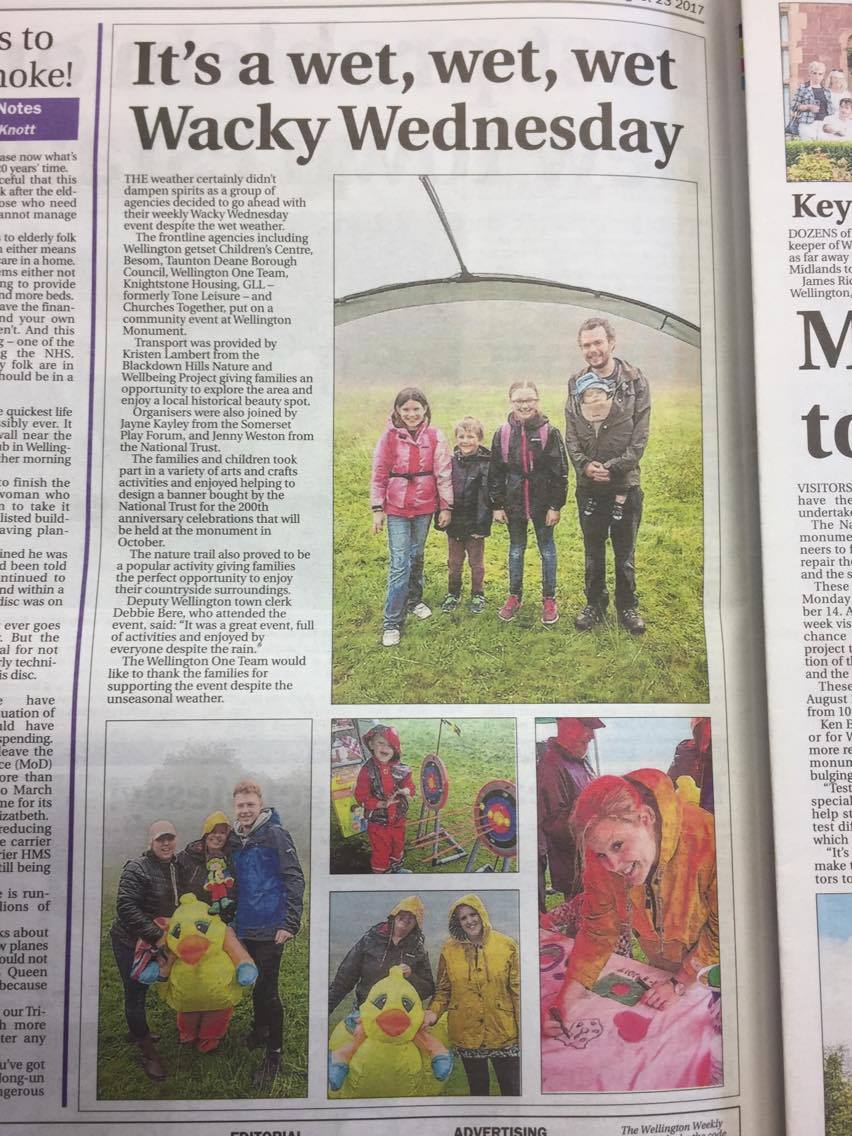 23 2017
s to
noke!
Notes
Knott
ase now what's
0 years' time.
ceful that this
k after the eld-
ose who need
annot manage
to elderly folk
n either means
are in a home.
ms either not
ng to provide
nd more beds.
ave the finan-
nd your own
en't. And this
g – one of the
g the NHS.
y folk are in
hould be in a
quickest life
ssibly ever. It
wall near the
ub in Welling-
ther morning
to finish the
woman who
n to take it
listed build-
aving plan-
ined he was
d been told
ntinued to
nd within a
disc was on
ever goes
. But the
al for not
rly techni-
is disc.
e have
uation of
uld have
spending.
leave the
ce (MoD)
ore than
o March
me for its
izatbeth.
reducing
e carrier
rier HMS
till being
e is run-
lions of
ks about
w planes
ould not
Queen
because
our Tri-
h more
ter any
u've got
Jong-un
ngerous
It's a wet, wet, wet
Wacky Wednesday
THE weather certainly didn't
dampen spirits as a group of
agencies decided to go ahead with
their weekly Wacky Wednesday
event despite the wet weather.
The frontline agencies including
Wellington getset Children's Centre,
Besom, Taunton Deane Borough
Council, Wellington One Team,
Knightstone Housing, GLL –
formerly Tone Leisure – and
Churches Together, put on a
community event at Wellington
Monument.
Transport was provided by
Kristen Lambert from the
Blackdown Hills Nature and
Wellbeing Project giving families an
opportunity to explore the area and
enjoy a local historical beauty spot.
Organisers were also joined by
Jayne Kayley from the Somerset
Play Forum, and Jenny Weston from
the National Trust.
The families and children took
part in a variety of arts and crafts
activities and enjoyed helping to
design a banner bought by the
National Trust for the 200th
anniversary celebrations that will
be held at the monument in
October.
The nature trail also proved to be
a popular activity giving families
the perfect opportunity to enjoy
their countryside surroundings.
Deputy Wellington town clerk
Debbie Bere, who attended the
event, said: "It was a great event, full
of activities and enjoyed by
everyone despite the rain."
The Wellington One Team would
like to thank the families for
supporting the event despite the
unseasonal weather.
EDITORIAL
ADVERTISING
The Wellington Weekly
Key
DOZENS of
keeper of W
as far away
Midlands to
James Ric
Wellington,
M
to
VISITORS
have the
undertake
The Na
monume
neers to f
repair the
and the s
These
Monday
ber 14. A
week vis
chance
project t
tion of th
and the
These
August
from 10
Ken E
or for W
more re
monum
bulging
"Test
special
help st
test dif
which
"It's
make t
tors to